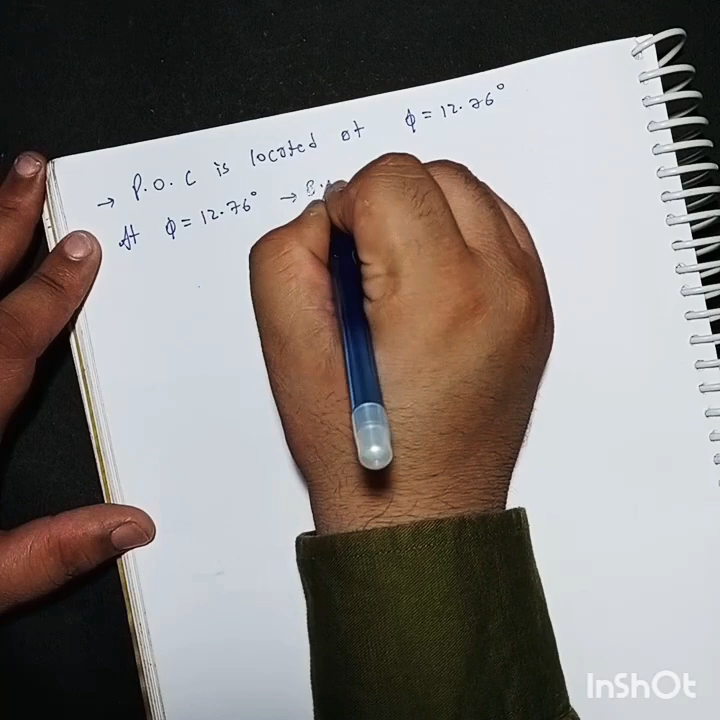 → P.O.C is located at ϕ = 12.76°
At ϕ = 12.76° →
InShOt